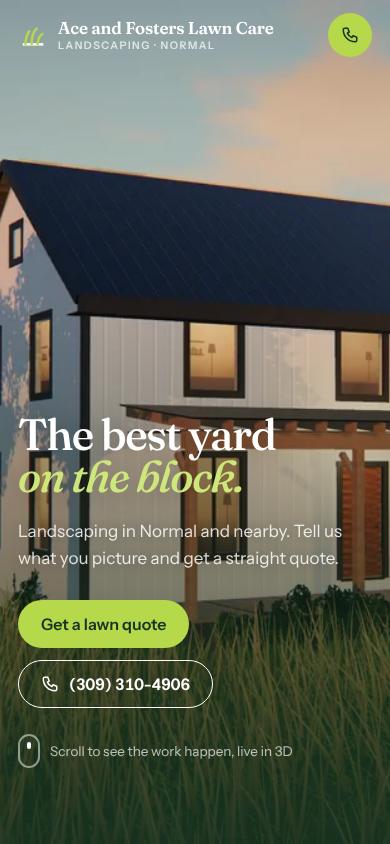 Ace and Fosters Lawn Care
LANDSCAPING · NORMAL
The best yard
on the block.
Landscaping in Normal and nearby. Tell us
what you picture and get a straight quote.
Get a lawn quote
(309) 310-4906
Scroll to see the work happen, live in 3D